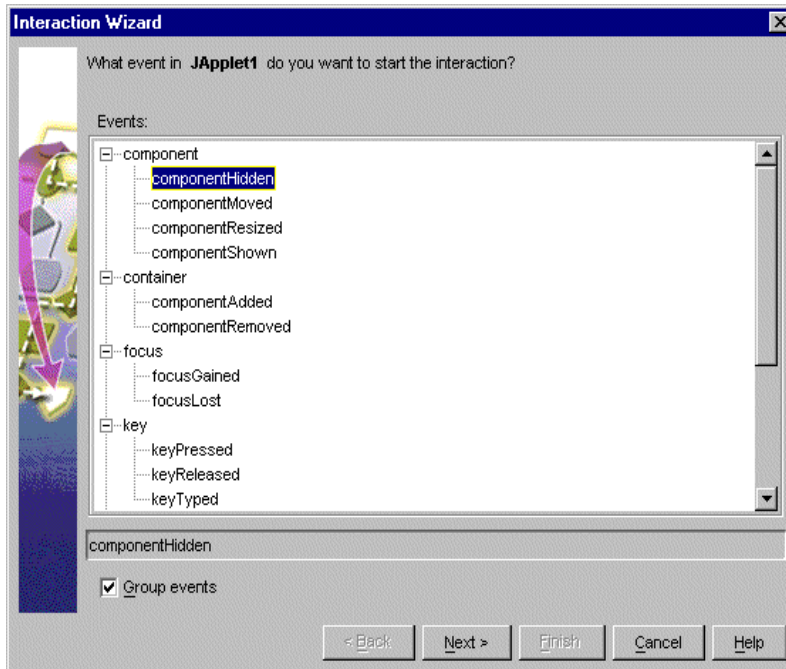 Interaction Wizard
What event in JApplet1 do you want to start the interaction?
Events:
component
componentHidden
componentMoved
componentResized
componentShown
container
componentAdded
componentRemoved
focus
focusGained
focusLost
key
keyPressed
keyReleased
keyTyped
componentHidden
Group events
< Back Next > Finish Cancel Help